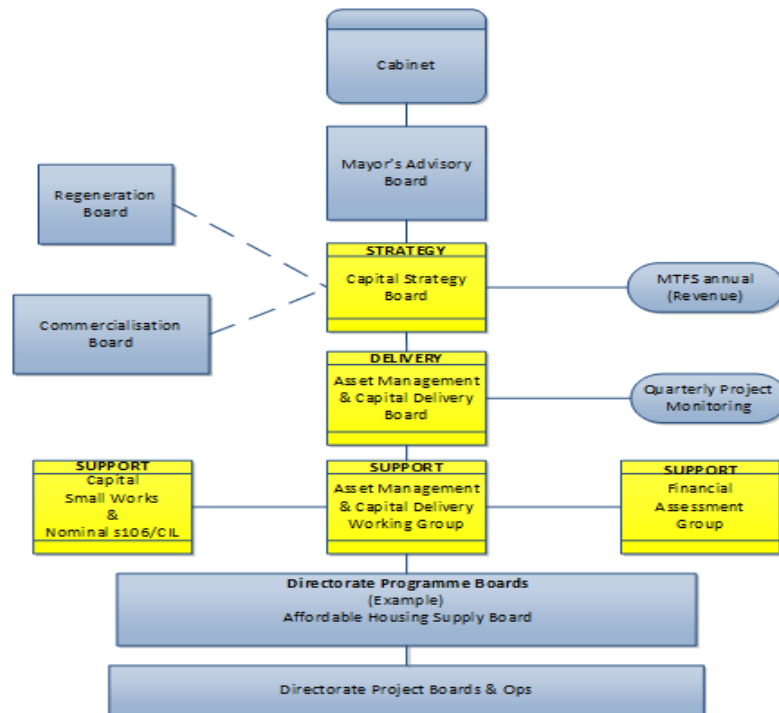 Cabinet
Mayor's Advisory
Board
Regeneration
Board
STRATEGY
Capital Strategy
Board
MTFS annual
(Revenue)
Commercialisation
Board
DELIVERY
Asset Management
& Capital Delivery
Board
Quarterly Project
Monitoring
SUPPORT
Capital
Small Works
&
Nominal s106/CIL
SUPPORT
Asset Management
& Capital Delivery
Working Group
SUPPORT
Financial
Assessment
Group
Directorate Programme Boards
(Example)
Affordable Housing Supply Board
Directorate Project Boards & Ops